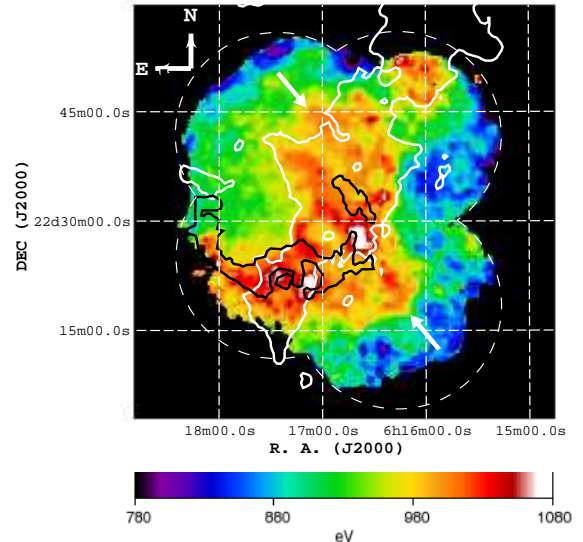 N
E
45m00.0s
22d30m00.0s
15m00.0s
DEC (J2000)
18m00.0s 17m00.0s 6h16m00.0s 15m00.0s
R. A. (J2000)
780 880 980 1080
eV